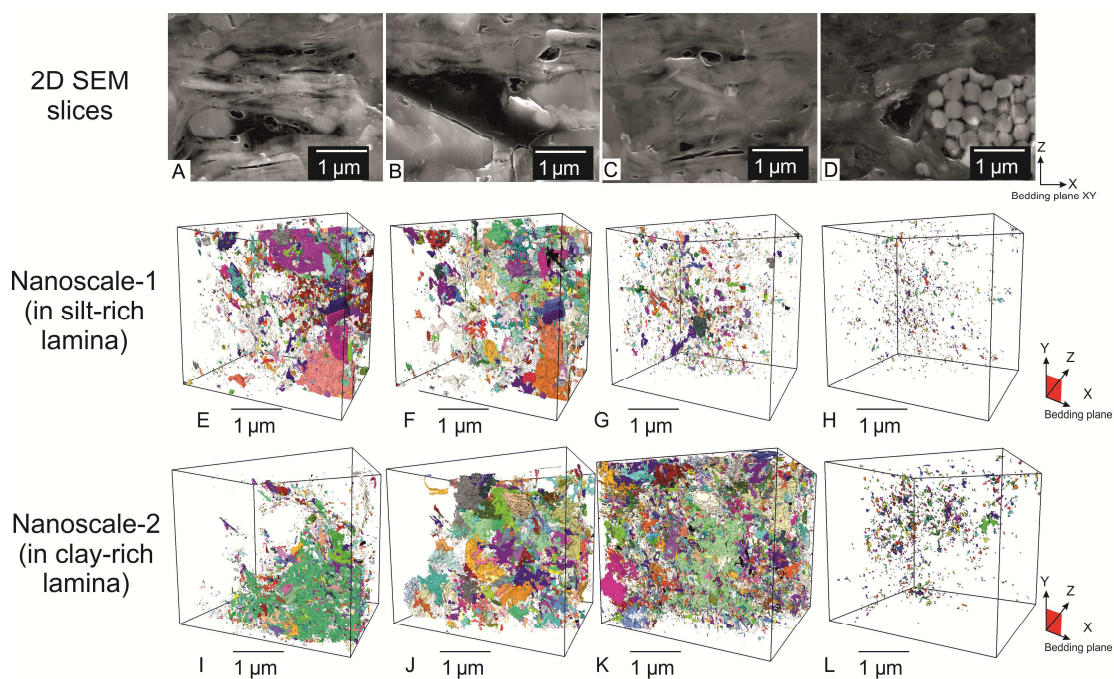 2D SEM
slices
1 μm
1 μm
1 μm
1 μm
A
B
C
D
Z
X
Bedding plane XY
Nanoscale-1
(in silt-rich
lamina)
E
1 μm
F
1 μm
G
1 μm
H
1 μm
Y
Z
X
Bedding plane
Nanoscale-2
(in clay-rich
lamina)
I
1 μm
J
1 μm
K
1 μm
L
1 μm
Y
Z
X
Bedding plane